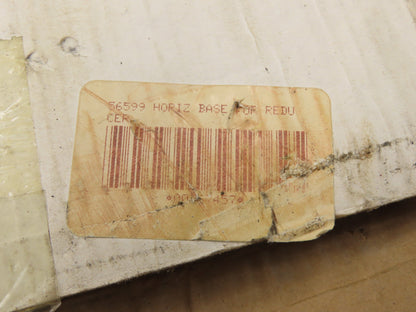 56599 HORIZ BASE FOR REDU
CER